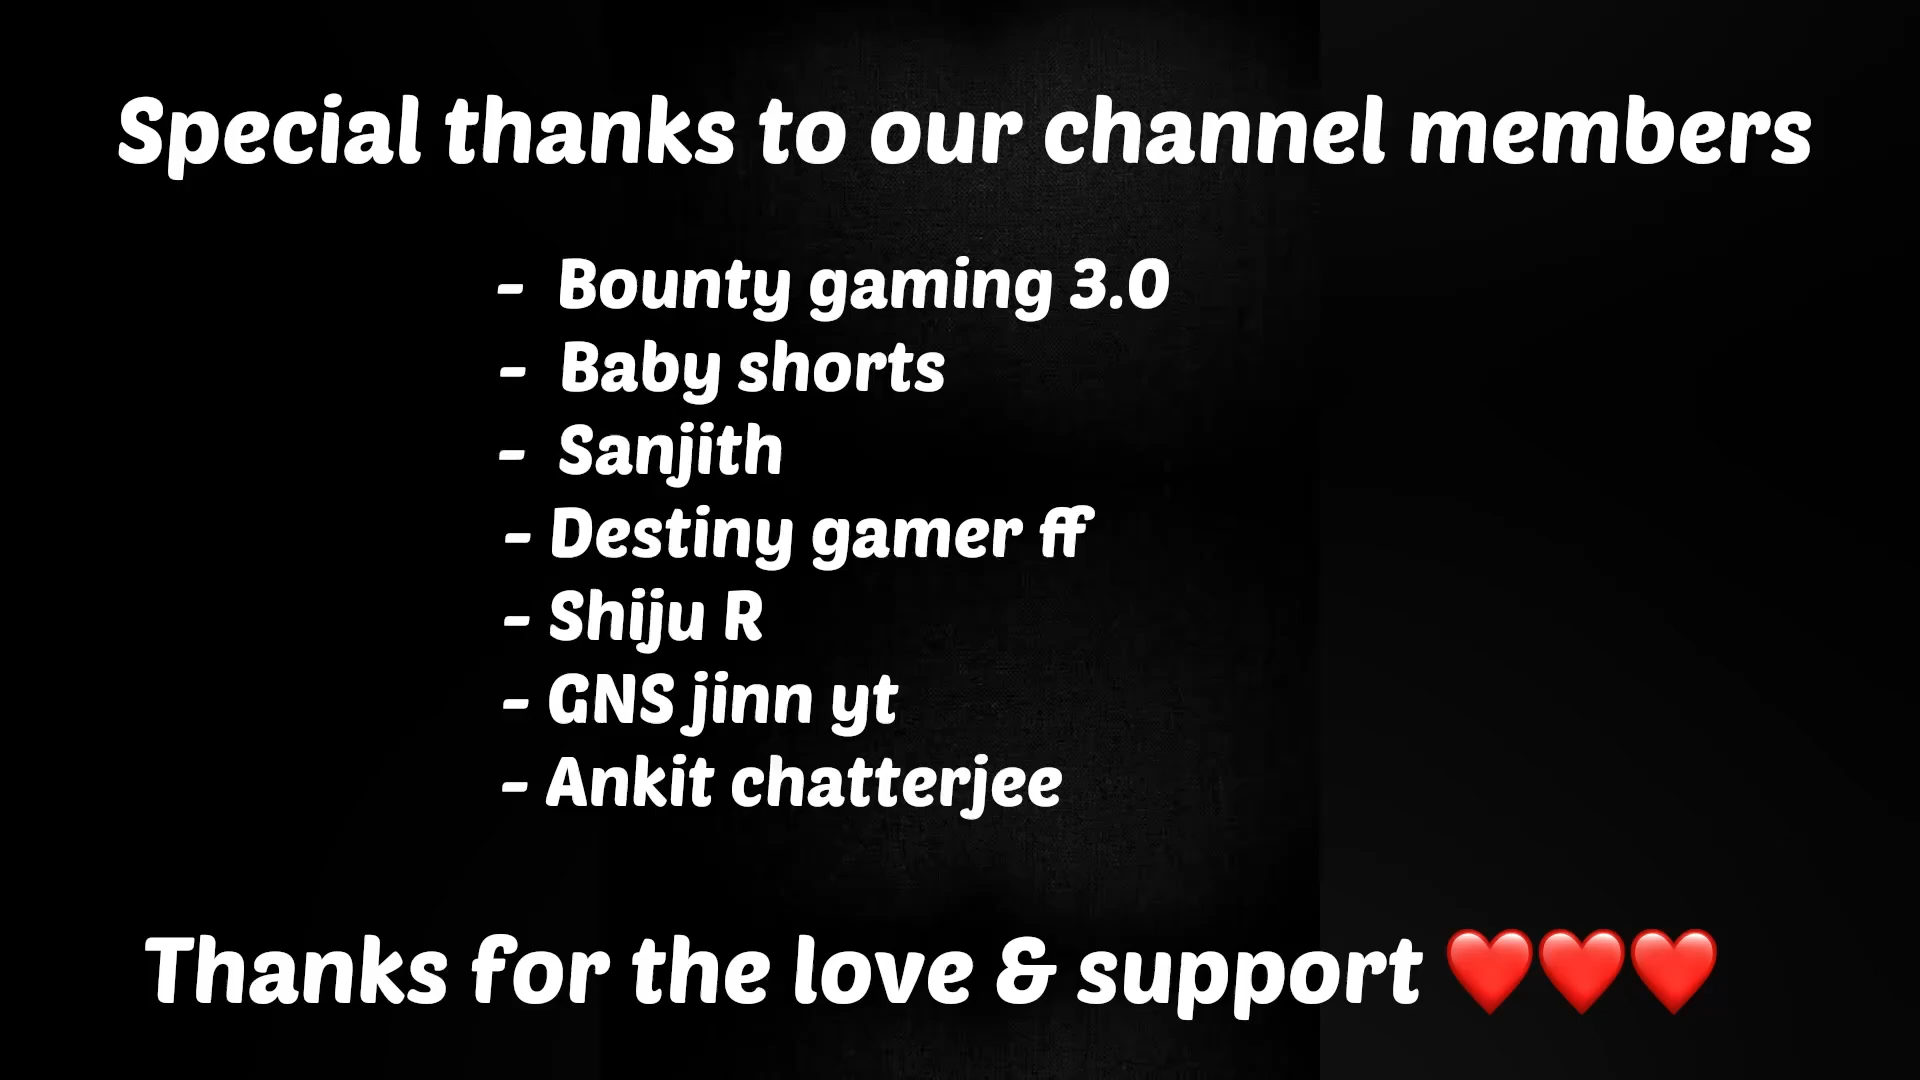 Special thanks to our channel members
- Bounty gaming 3.0
- Baby shorts
- Sanjith
- Destiny gamer ff
- Shiju R
- GNS jinn yt
- Ankit chatterjee
Thanks for the love & support ❤️❤️❤️